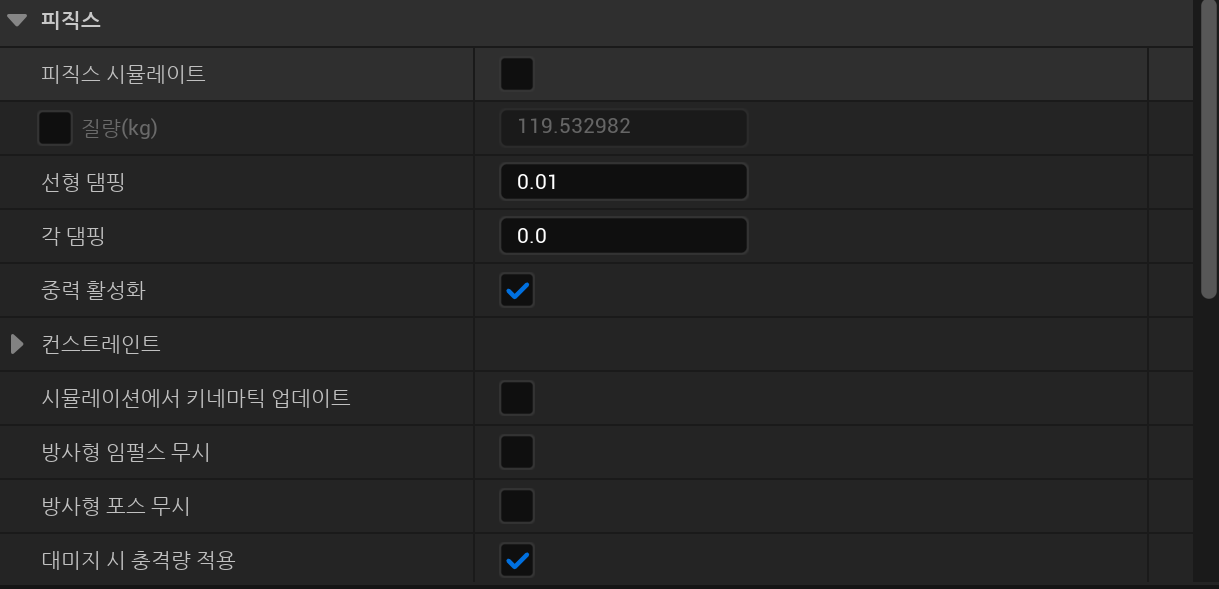 피직스
피직스 시뮬레이트
질량(kg) 119.532982
선형 댐핑 0.01
각 댐핑 0.0
중력 활성화
컨스트레인트
시뮬레이션에서 키네마틱 업데이트
방사형 임펄스 무시
방사형 포스 무시
대미지 시 충격량 적용